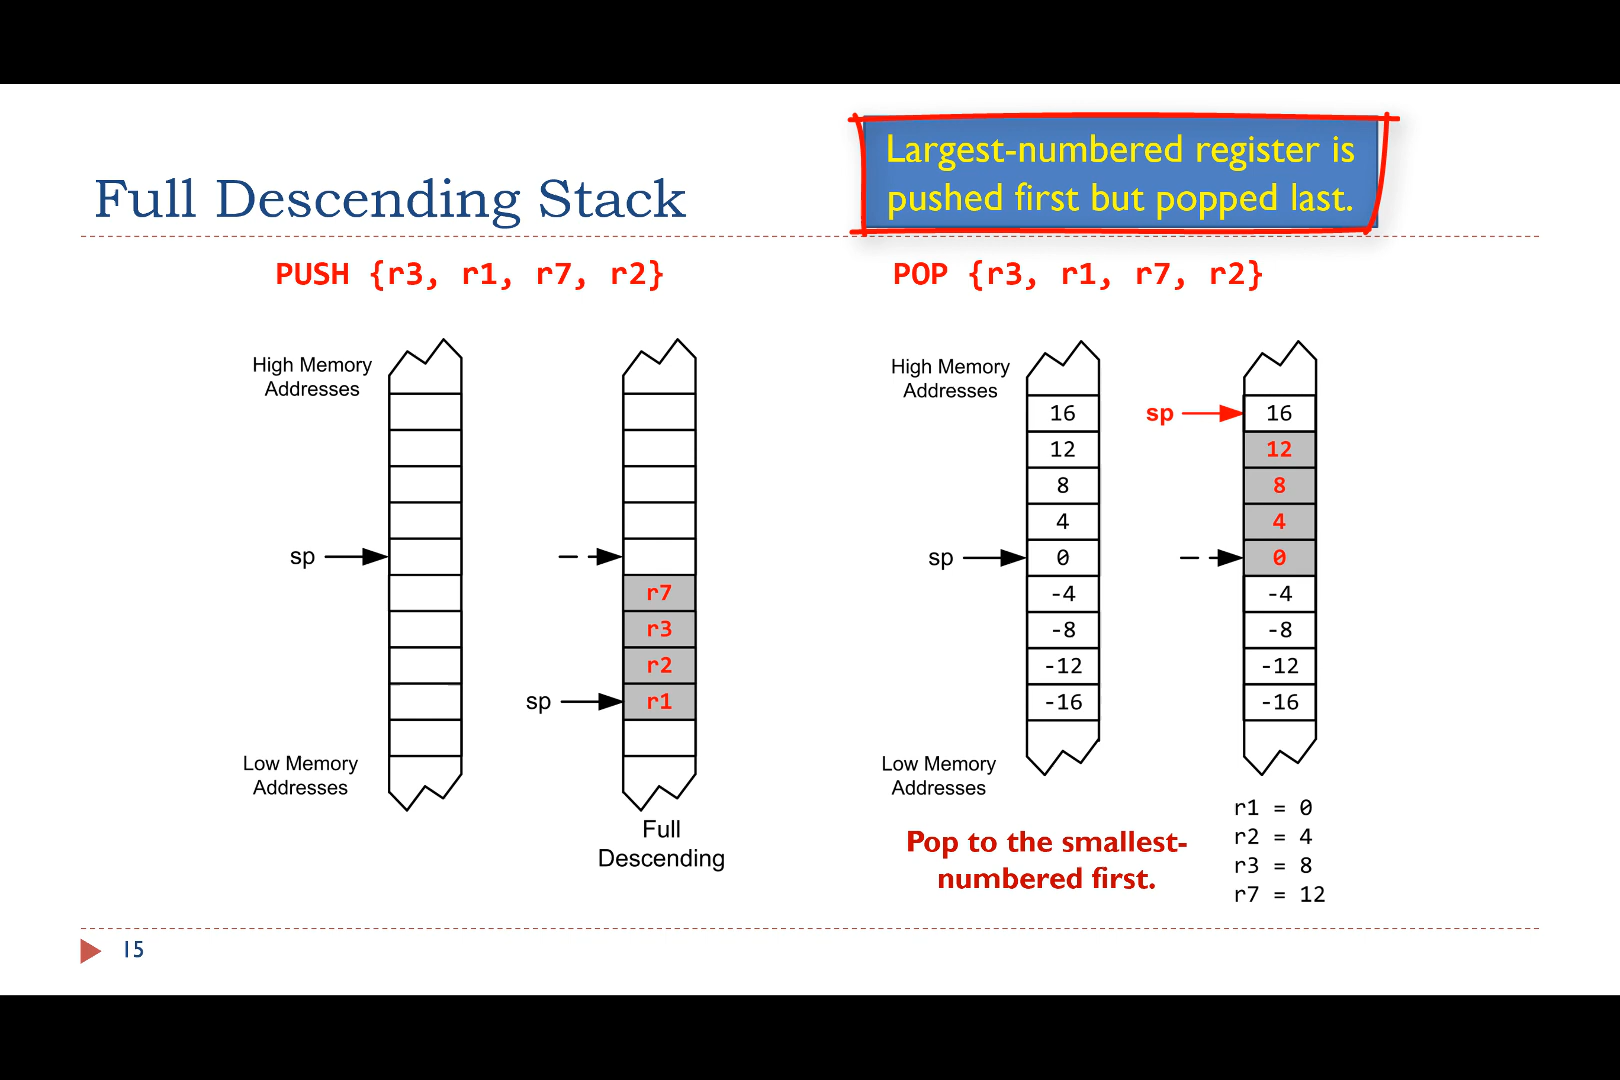 Full Descending Stack
Largest-numbered register is
pushed first but popped last.
PUSH {r3, r1, r7, r2}
High Memory
Addresses
sp
r7
r3
r2
sp
r1
Low Memory
Addresses
Full
Descending
POP {r3, r1, r7, r2}
High Memory
Addresses
16
12
8
4
sp
0
-4
-8
-12
-16
Low Memory
Addresses
sp
16
12
8
4
0
-4
-8
-12
-16
Pop to the smallest-
numbered first.
r1 = 0
r2 = 4
r3 = 8
r7 = 12
15